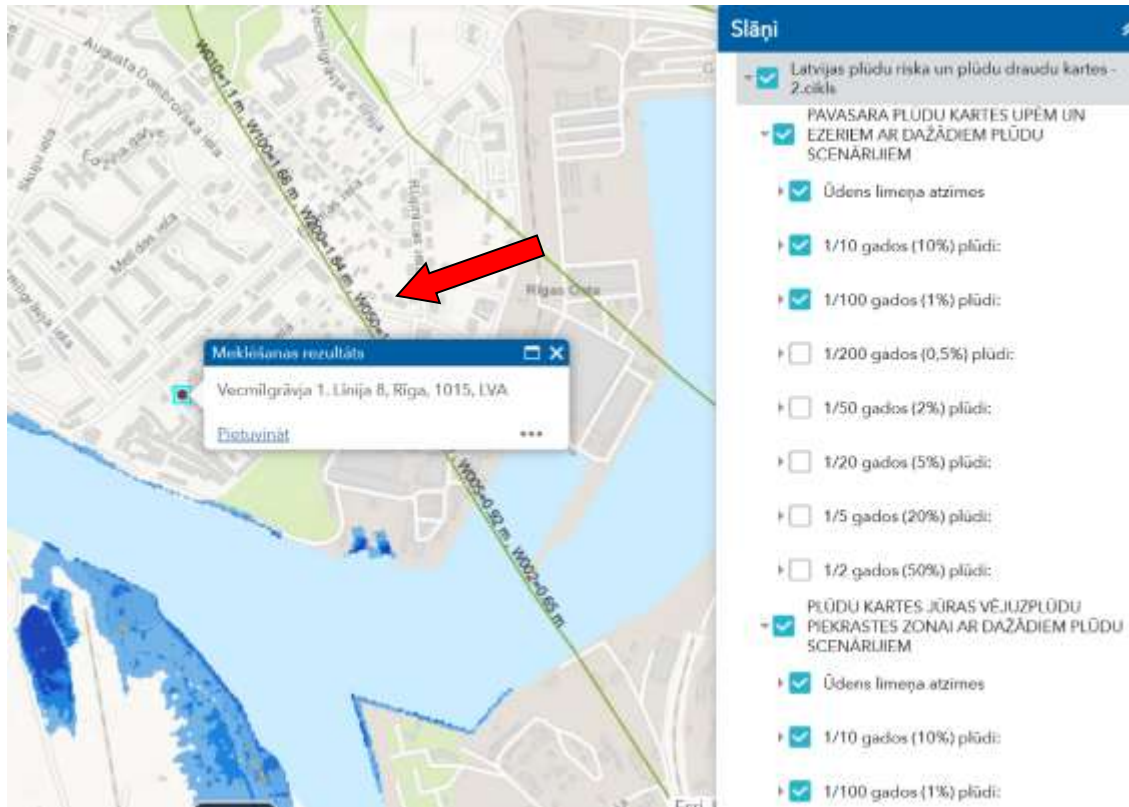 Augusta Dombrovska iela
W010=1.1 m , W100=1.66 m , W200=1.84 m , W050=1
Rīgas Osta
Meklēšanas rezultāts
Vecmīlgrāvja 1. Līnija 8, Rīga, 1015, LVA
Pietuvināt
W005=0.92 m , W002=0.65 m
Slāņi
Latvijas plūdu riska un plūdu draudu kartes -
2.cikls
PAVASARA PLŪDU KARTES UPĒM UN
EZERIEM AR DAŽĀDIEM PLŪDU
SCENĀRIJIEM
Ūdens līmeņa atzīmes
1/10 gados (10%) plūdi:
1/100 gados (1%) plūdi:
1/200 gados (0,5%) plūdi:
1/50 gados (2%) plūdi:
1/20 gados (5%) plūdi:
1/5 gados (20%) plūdi:
1/2 gados (50%) plūdi:
PLŪDU KARTES JŪRAS VĒJUZPLŪDU
PIEKRASTES ZONAI AR DAŽĀDIEM PLŪDU
SCENĀRIJIEM
Ūdens līmeņa atzīmes
1/10 gados (10%) plūdi:
1/100 gados (1%) plūdi: